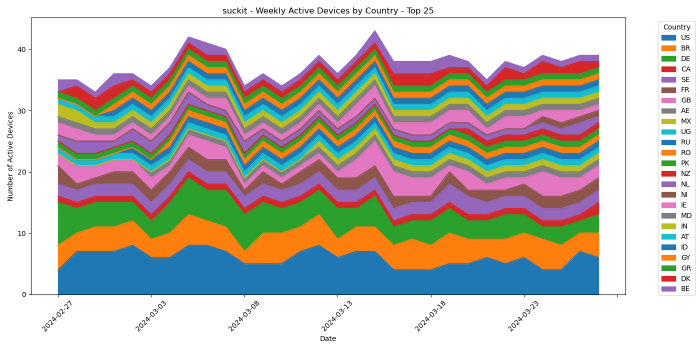 suckit - Weekly Active Devices by Country - Top 25
Number of Active Devices
40
30
20
10
0
2024-02-27
2024-03-03
2024-03-08
2024-03-13
2024-03-18
2024-03-23
Date
Country
US
BR
DE
CA
SE
FR
GB
AE
MX
UG
RU
RO
PK
NZ
NL
NI
IE
MD
IN
AT
ID
GY
GR
DK
BE